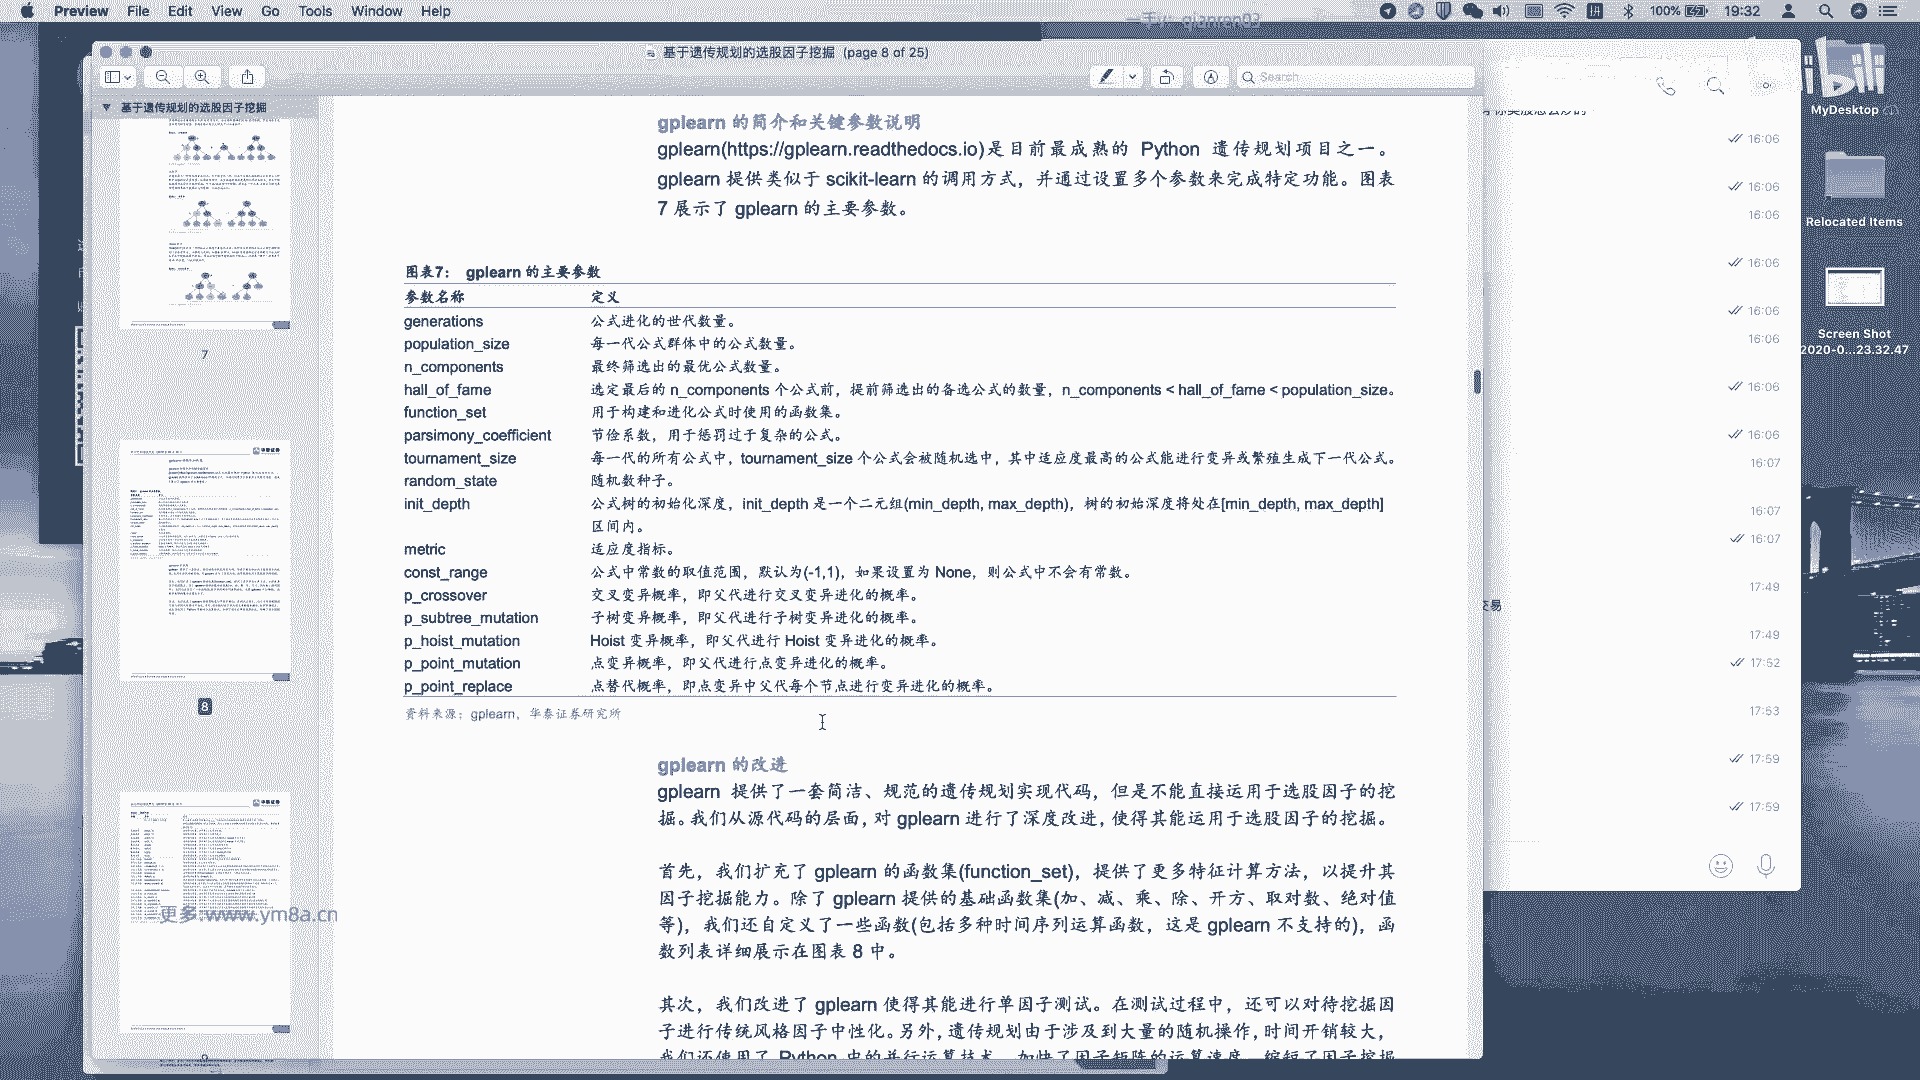 Preview File Edit View Go Tools Window Help
100% 19:32
基于遗传规划的选股因子挖掘 (page 8 of 25)
Search
基于遗传规划的选股因子挖掘
7
8
gplearn 的简介和关键参数说明
gplearn(https://gplearn.readthedocs.io)是目前最成熟的 Python 遗传规划项目之一。
gplearn 提供类似于 scikit-learn 的调用方式，并通过设置多个参数来完成特定功能。图表
7 展示了 gplearn 的主要参数。
图表7： gplearn 的主要参数
参数名称 定义
generations 公式进化的世代数量。
population_size 每一代公式群体中的公式数量。
n_components 最终筛选出的最优公式数量。
hall_of_fame 选定最后的 n_components 个公式前，提前筛选出的备选公式的数量，n_components < hall_of_fame < population_size。
function_set 用于构建和进化公式时使用的函数集。
parsimony_coefficient 节俭系数，用于惩罚过于复杂的公式。
tournament_size 每一代的所有公式中，tournament_size 个公式会被随机选中，其中适应度最高的公式能进行变异或繁殖生成下一代公式。
random_state 随机数种子。
init_depth 公式树的初始化深度，init_depth 是一个二元组(min_depth, max_depth)，树的初始深度将处在[min_depth, max_depth]
区间内。
metric 适应度指标。
const_range 公式中常数的取值范围，默认为(-1,1)，如果设置为 None，则公式中不会有常数。
p_crossover 交叉变异概率，即父代进行交叉变异进化的概率。
p_subtree_mutation 子树变异概率，即父代进行子树变异进化的概率。
p_hoist_mutation Hoist 变异概率，即父代进行 Hoist 变异进化的概率。
p_point_mutation 点变异概率，即父代进行点变异进化的概率。
p_point_replace 点替代概率，即点变异中父代每个节点进行变异进化的概率。
资料来源：gplearn，华泰证券研究所
gplearn 的改进
gplearn 提供了一套简洁、规范的遗传规划实现代码，但是不能直接运用于选股因子的挖
掘。我们从源代码的层面，对 gplearn 进行了深度改进，使得其能运用于选股因子的挖掘。
首先，我们扩充了 gplearn 的函数集(function_set)，提供了更多特征计算方法，以提升其
因子挖掘能力。除了 gplearn 提供的基础函数集(加、减、乘、除、开方、取对数、绝对值
等)，我们还自定义了一些函数(包括多种时间序列运算函数，这是 gplearn 不支持的)，函
数列表详细展示在图表 8 中。
其次，我们改进了 gplearn 使得其能进行单因子测试。在测试过程中，还可以对待挖掘因
子进行传统风格因子中性化。另外，遗传规划由于涉及到大量的随机操作，时间开销较大，
我们还使用了 Python 中的并行运算技术，加快了因子矩阵的运算速度，缩短了因子挖掘
更多:www.ym8a.cn
16:06
16:06
16:06
16:06
16:06
16:06
16:06
16:06
16:07
16:07
16:07
17:49
交易
17:49
17:52
17:53
17:59
17:59
bili
MyDesktop
Relocated Items
Screen Shot
2020-0...23.32.47